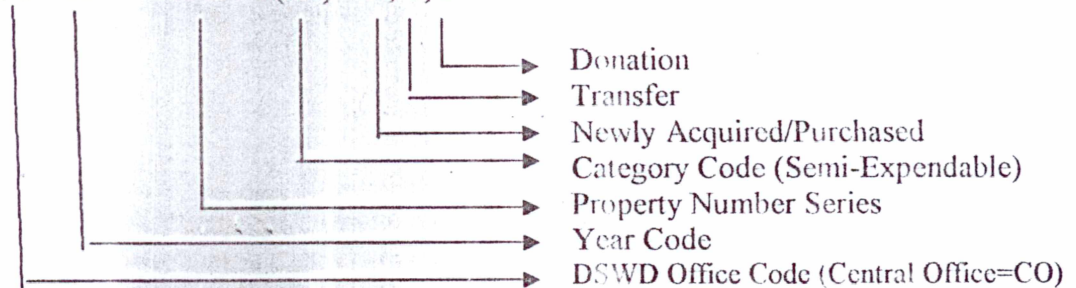 Donation
Transfer
Newly Acquired/Purchased
Category Code (Semi-Expendable)
Property Number Series
Year Code
DSWD Office Code (Central Office=CO)